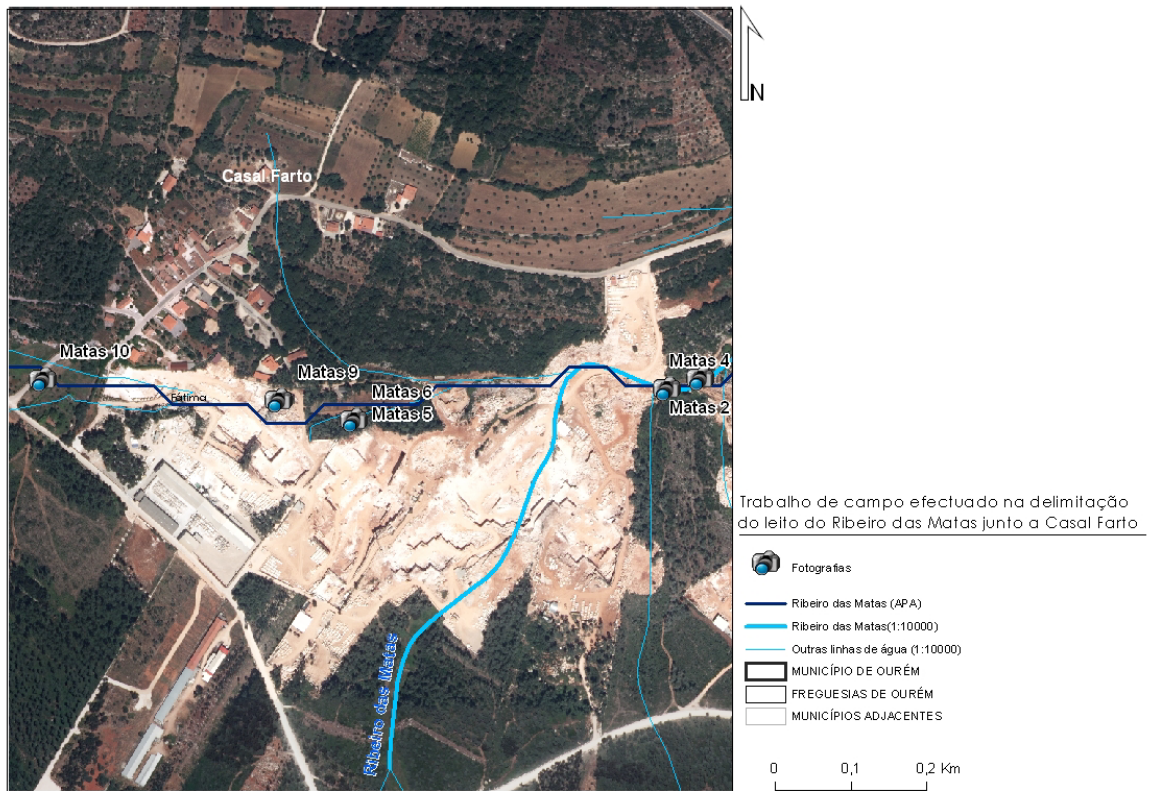 N
Casal Farto
Matas 10
Matas 9
Matas 4
Fátima
Matas 6
Matas 5
Matas 2
Ribeiro das Matas
Trabalho de campo efectuado na delimitação
do leito do Ribeiro das Matas junto a Casal Farto
Fotografias
Ribeiro das Matas (APA)
Ribeiro das Matas(1:10000)
Outras linhas de água (1:10000)
MUNICÍPIO DE OURÉM
FREGUESIAS DE OURÉM
MUNICÍPIOS ADJACENTES
0 0,1 0,2 Km